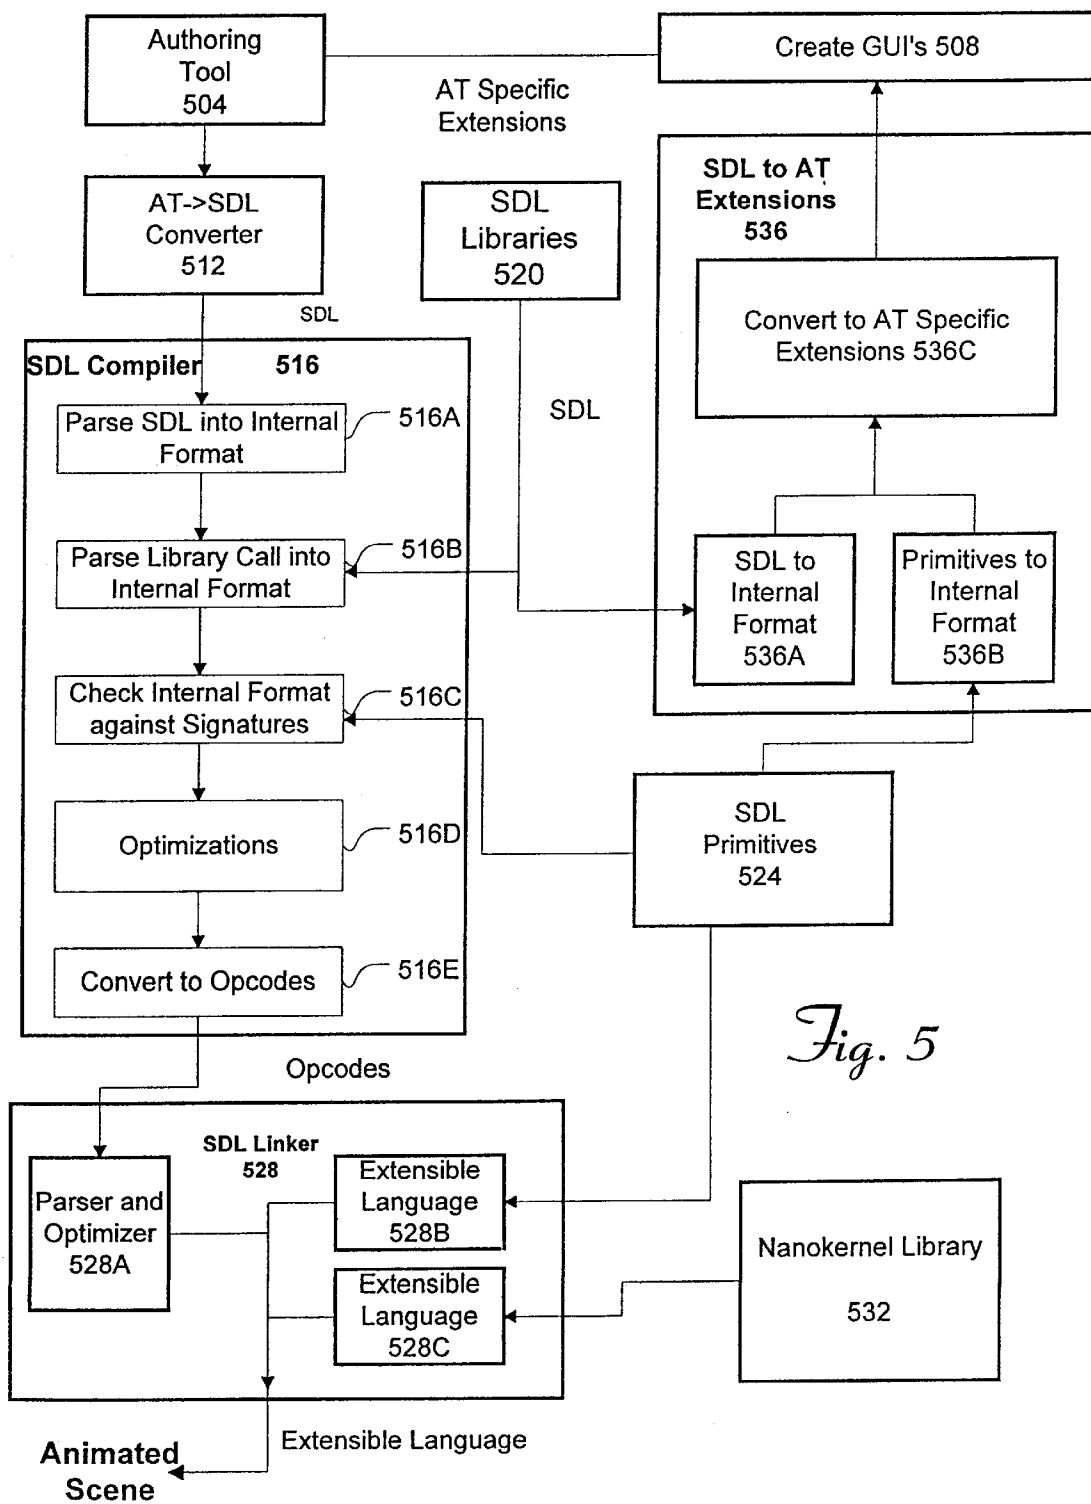 Authoring
Tool
504
Create GUI's 508
AT Specific
Extensions
AT->SDL
Converter
512
SDL
Libraries
520
SDL to AT
Extensions
536
Convert to AT Specific
Extensions 536C
SDL
SDL Compiler 516
Parse SDL into Internal
Format
516A
SDL
Parse Library Call into
Internal Format
516B
SDL to
Internal
Format
536A
Primitives to
Internal
Format
536B
Check Internal Format
against Signatures
516C
Optimizations
516D
SDL
Primitives
524
Convert to Opcodes
516E
Fig. 5
Opcodes
SDL Linker
528
Parser and
Optimizer
528A
Extensible
Language
528B
Extensible
Language
528C
Nanokernel Library
532
Extensible Language
Animated
Scene